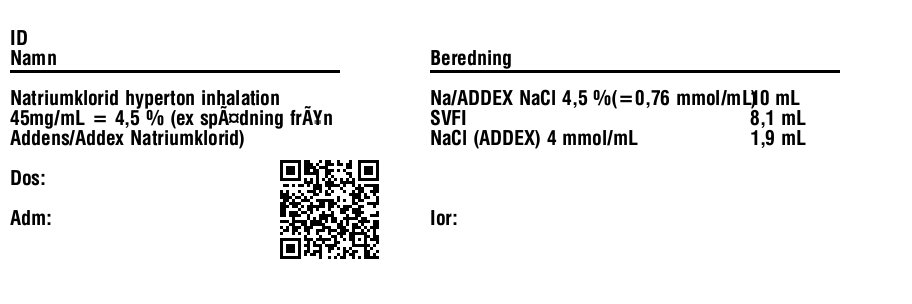 ID
Namn
Beredning
Natriumklorid hyperton inhalation
45mg/mL = 4,5 % (ex spÃ¤dning frÃ¥n
Addens/Addex Natriumklorid)
Na/ADDEX NaCl 4,5 %(=0,76 mmol/mL) 10 mL
SVFI 8,1 mL
NaCl (ADDEX) 4 mmol/mL 1,9 mL
Dos:
Adm:
Ior: